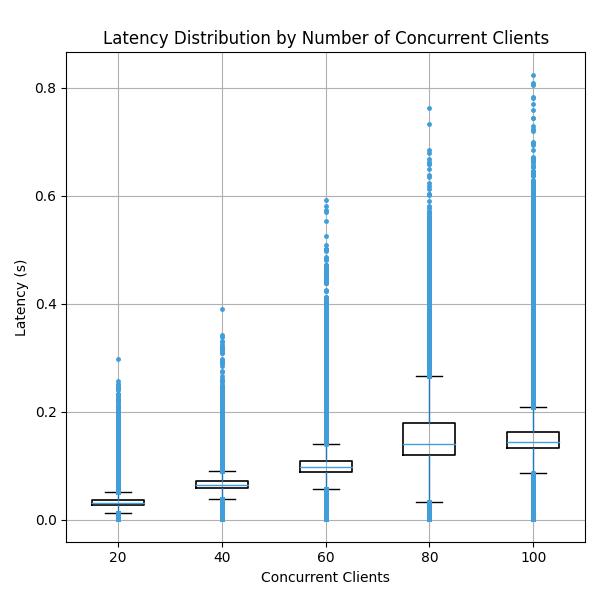 Latency Distribution by Number of Concurrent Clients
0.8
0.6
0.4
0.2
0.0
Latency (s)
20 40 60 80 100
Concurrent Clients